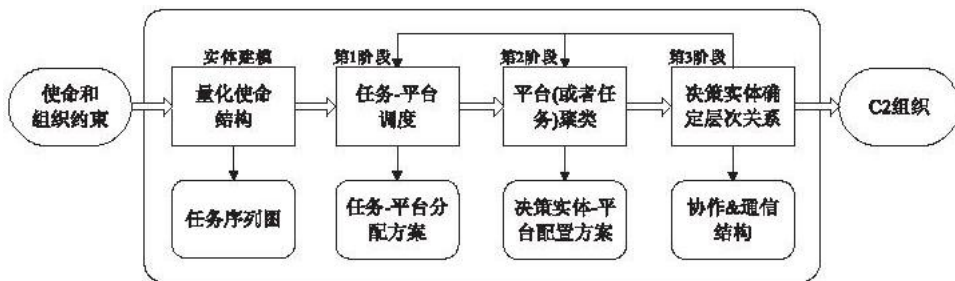 实体建模
第1阶段
第2阶段
第3阶段
使命和
组织约束
量化使命
结构
任务-平台
调度
平台(或者任
务)聚类
决策实体确
定层次关系
C2组织
任务序列图
任务-平台分
配方案
决策实体-平
台配置方案
协作&通信
结构